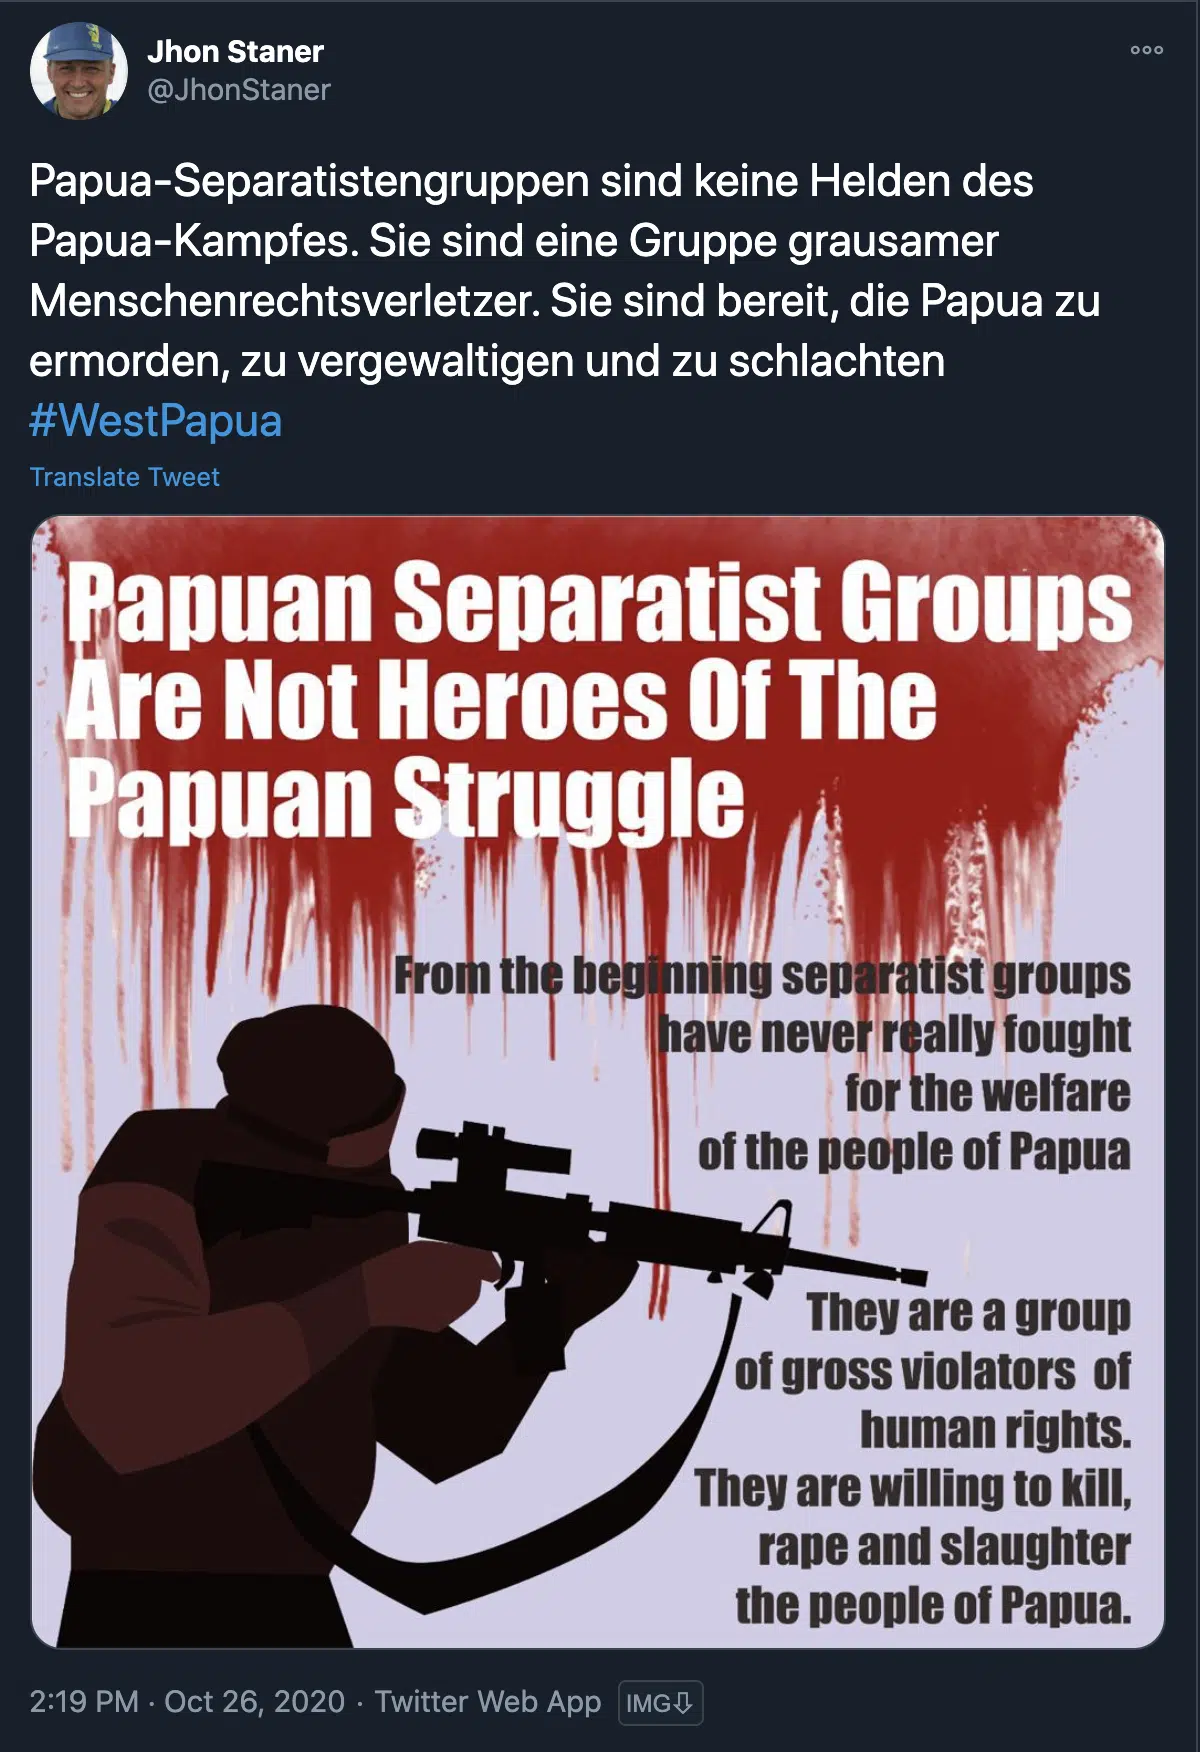 Jhon Staner
@JhonStaner
Papua-Separatistengruppen sind keine Helden des
Papua-Kampfes. Sie sind eine Gruppe grausamer
Menschenrechtsverletzer. Sie sind bereit, die Papua zu
ermorden, zu vergewaltigen und zu schlachten
#WestPapua
Translate Tweet
Papuan Separatist Groups
Are Not Heroes Of The
Papuan Struggle
From the beginning separatist groups
have never really fought
for the welfare
of the people of Papua
They are a group
of gross violators of
human rights.
They are willing to kill,
rape and slaughter
the people of Papua.
2:19 PM · Oct 26, 2020 · Twitter Web App IMG⇩